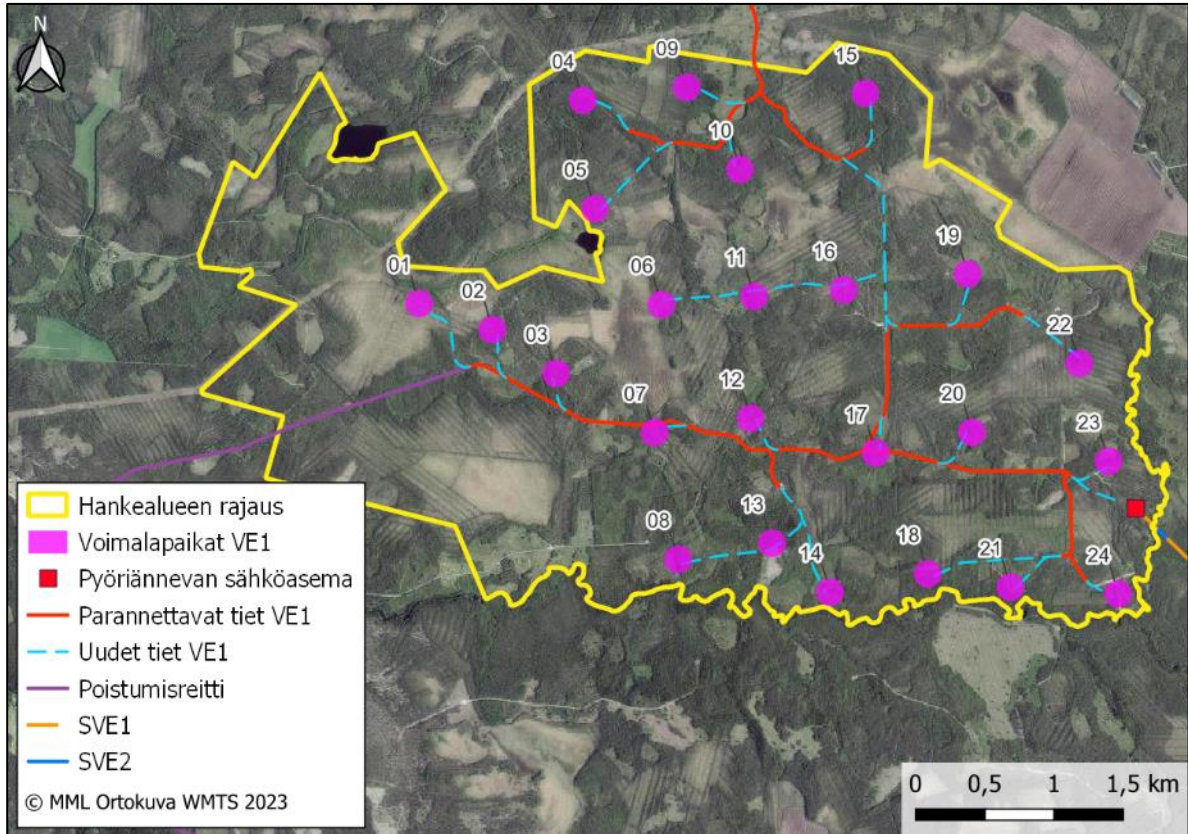 N
04
09
15
10
05
01
02
03
06
11
16
19
22
07
12
17
20
23
08
13
14
18
21
24
Hankealueen rajaus
Voimalapaikat VE1
Pyöriännevan sähköasema
Parannettavat tiet VE1
Uudet tiet VE1
Poistumisreitti
SVE1
SVE2
© MML Ortokuva WMTS 2023
0 0,5 1 1,5 km